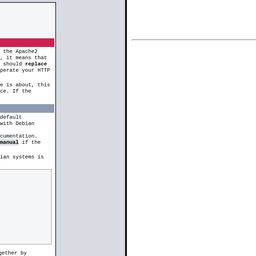 the Apache2
, it means that
should replace
perate your HTTP
e is about, this
ce. If the
default
with Debian
cumentation.
manual if the
ian systems is
gether by